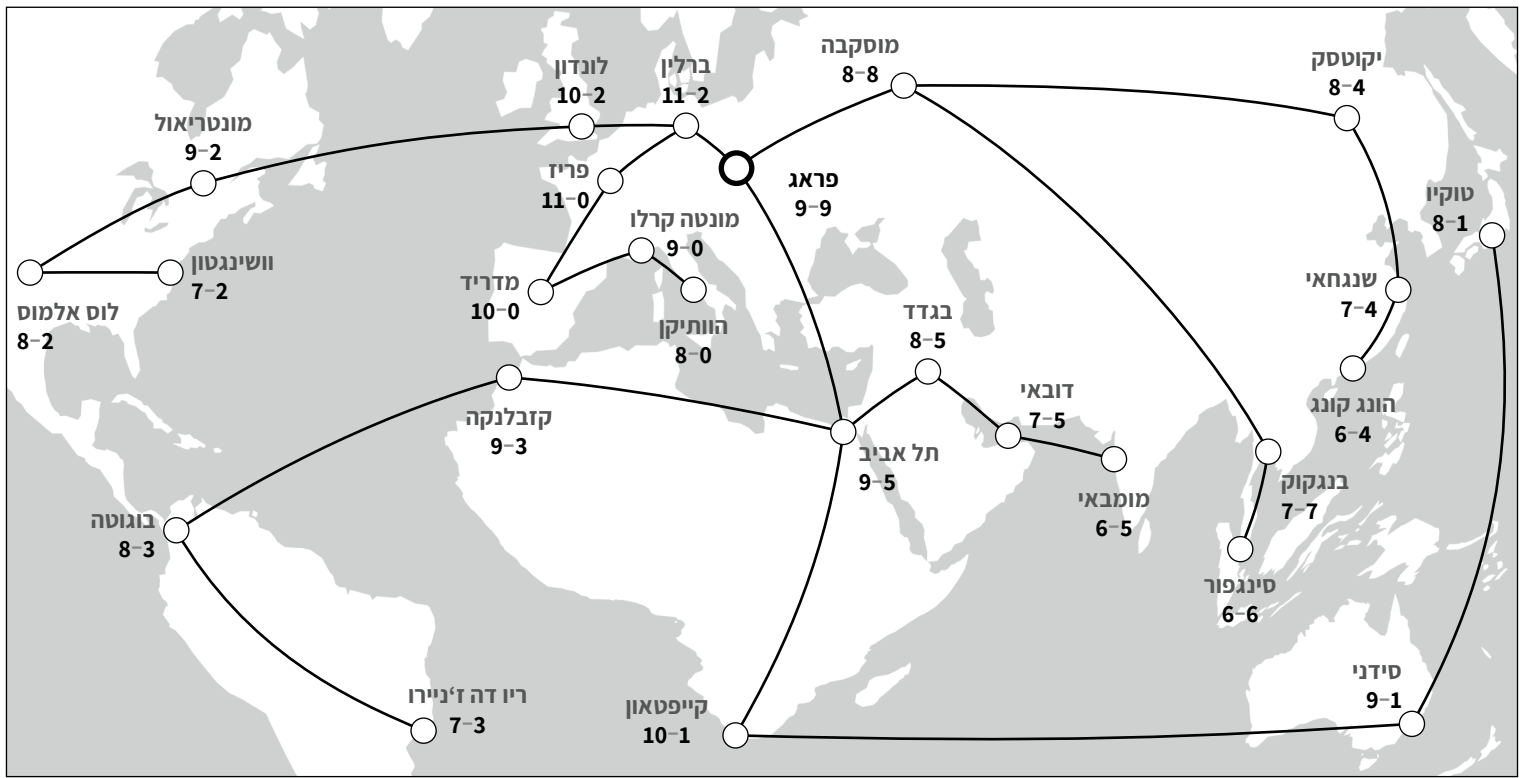 מוסקבה
8–8
יקוטסק
8–4
לונדון
10–2
ברלין
11–2
מונטריאול
9–2
פריז
11–0
פראג
9–9
טוקיו
8–1
מונטה קרלו
9–0
וושינגטון
7–2
מדריד
10–0
שנגחאי
7–4
לוס אלמוס
8–2
הוותיקן
8–0
בגדד
8–5
דובאי
7–5
הונג קונג
6–4
קזבלנקה
9–3
תל אביב
9–5
בנגקוק
7–7
מומבאי
6–5
בוגוטה
8–3
סינגפור
6–6
סידני
9–1
ריו דה ז'ניירו
7–3
קייפטאון
10–1